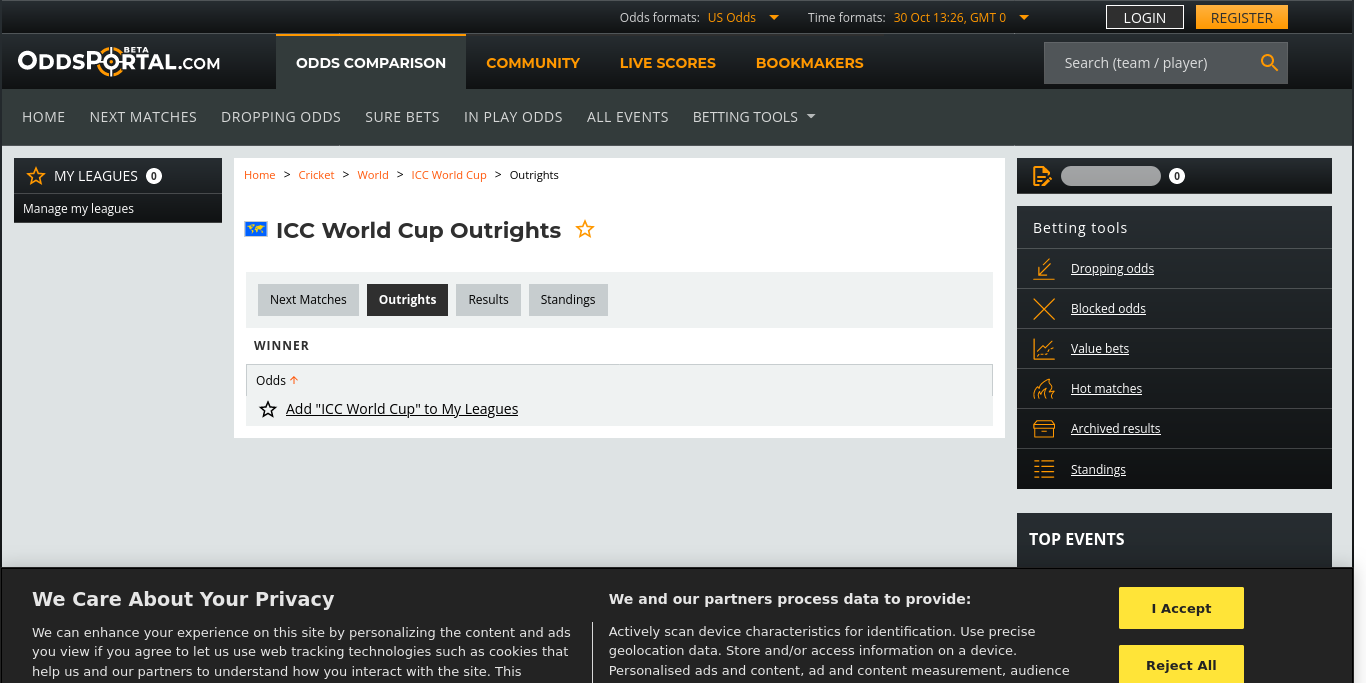 Odds formats: US Odds Time formats: 30 Oct 13:26, GMT 0 LOGIN REGISTER
ODDSPORTAL.COM BETA ODDS COMPARISON COMMUNITY LIVE SCORES BOOKMAKERS Search (team / player)
HOME NEXT MATCHES DROPPING ODDS SURE BETS IN PLAY ODDS ALL EVENTS BETTING TOOLS
MY LEAGUES 0
Manage my leagues
Home > Cricket > World > ICC World Cup > Outrights
ICC World Cup Outrights
Next Matches Outrights Results Standings
WINNER
Odds
Add "ICC World Cup" to My Leagues
0
Betting tools
Dropping odds
Blocked odds
Value bets
Hot matches
Archived results
Standings
TOP EVENTS
We Care About Your Privacy
We can enhance your experience on this site by personalizing the content and ads
you view if you agree to let us use web tracking technologies such as cookies that
help us and our partners to understand how you interact with the site. This
We and our partners process data to provide:
Actively scan device characteristics for identification. Use precise
geolocation data. Store and/or access information on a device.
Personalised ads and content, ad and content measurement, audience
I Accept
Reject All